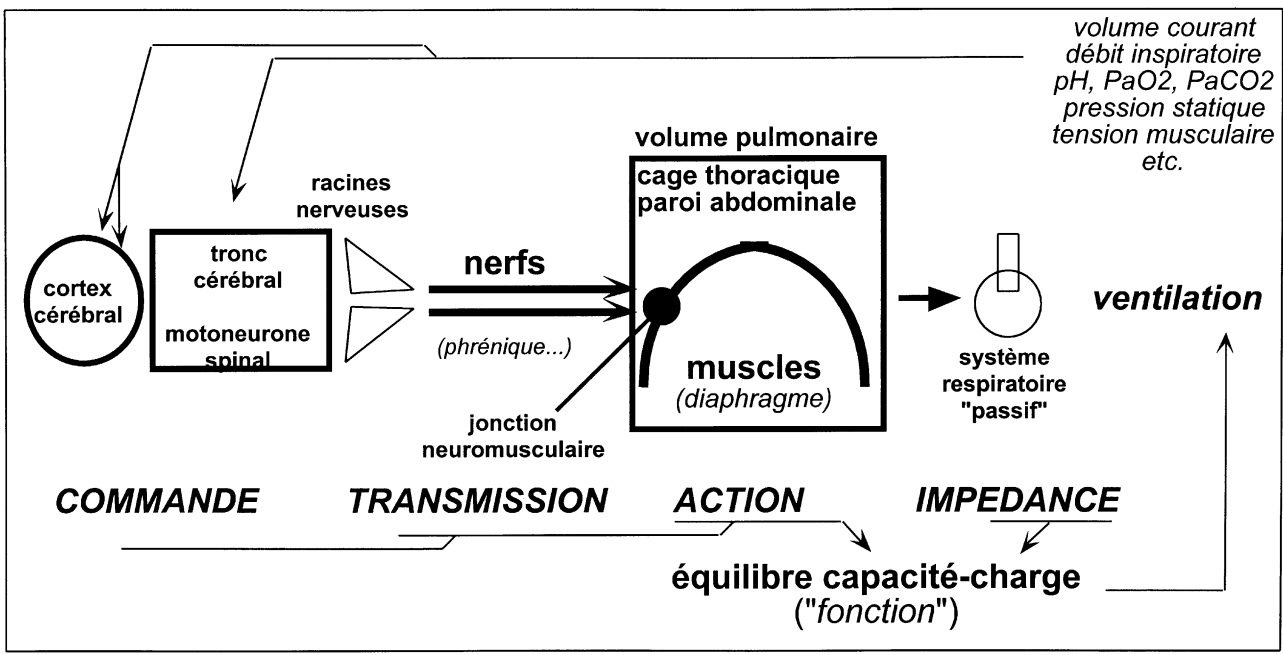 volume courant
débit inspiratoire
pH, PaO2, PaCO2
pression statique
tension musculaire
etc.
volume pulmonaire
cage thoracique
paroi abdominale
racines
nerveuses
tronc
cérébral
motoneurone
spinal
cortex
cérébral
nerfs
(phrénique...)
muscles
(diaphragme)
jonction
neuromusculaire
système
respiratoire
"passif"
ventilation
COMMANDE
TRANSMISSION
ACTION
IMPEDANCE
équilibre capacité-charge
("fonction")